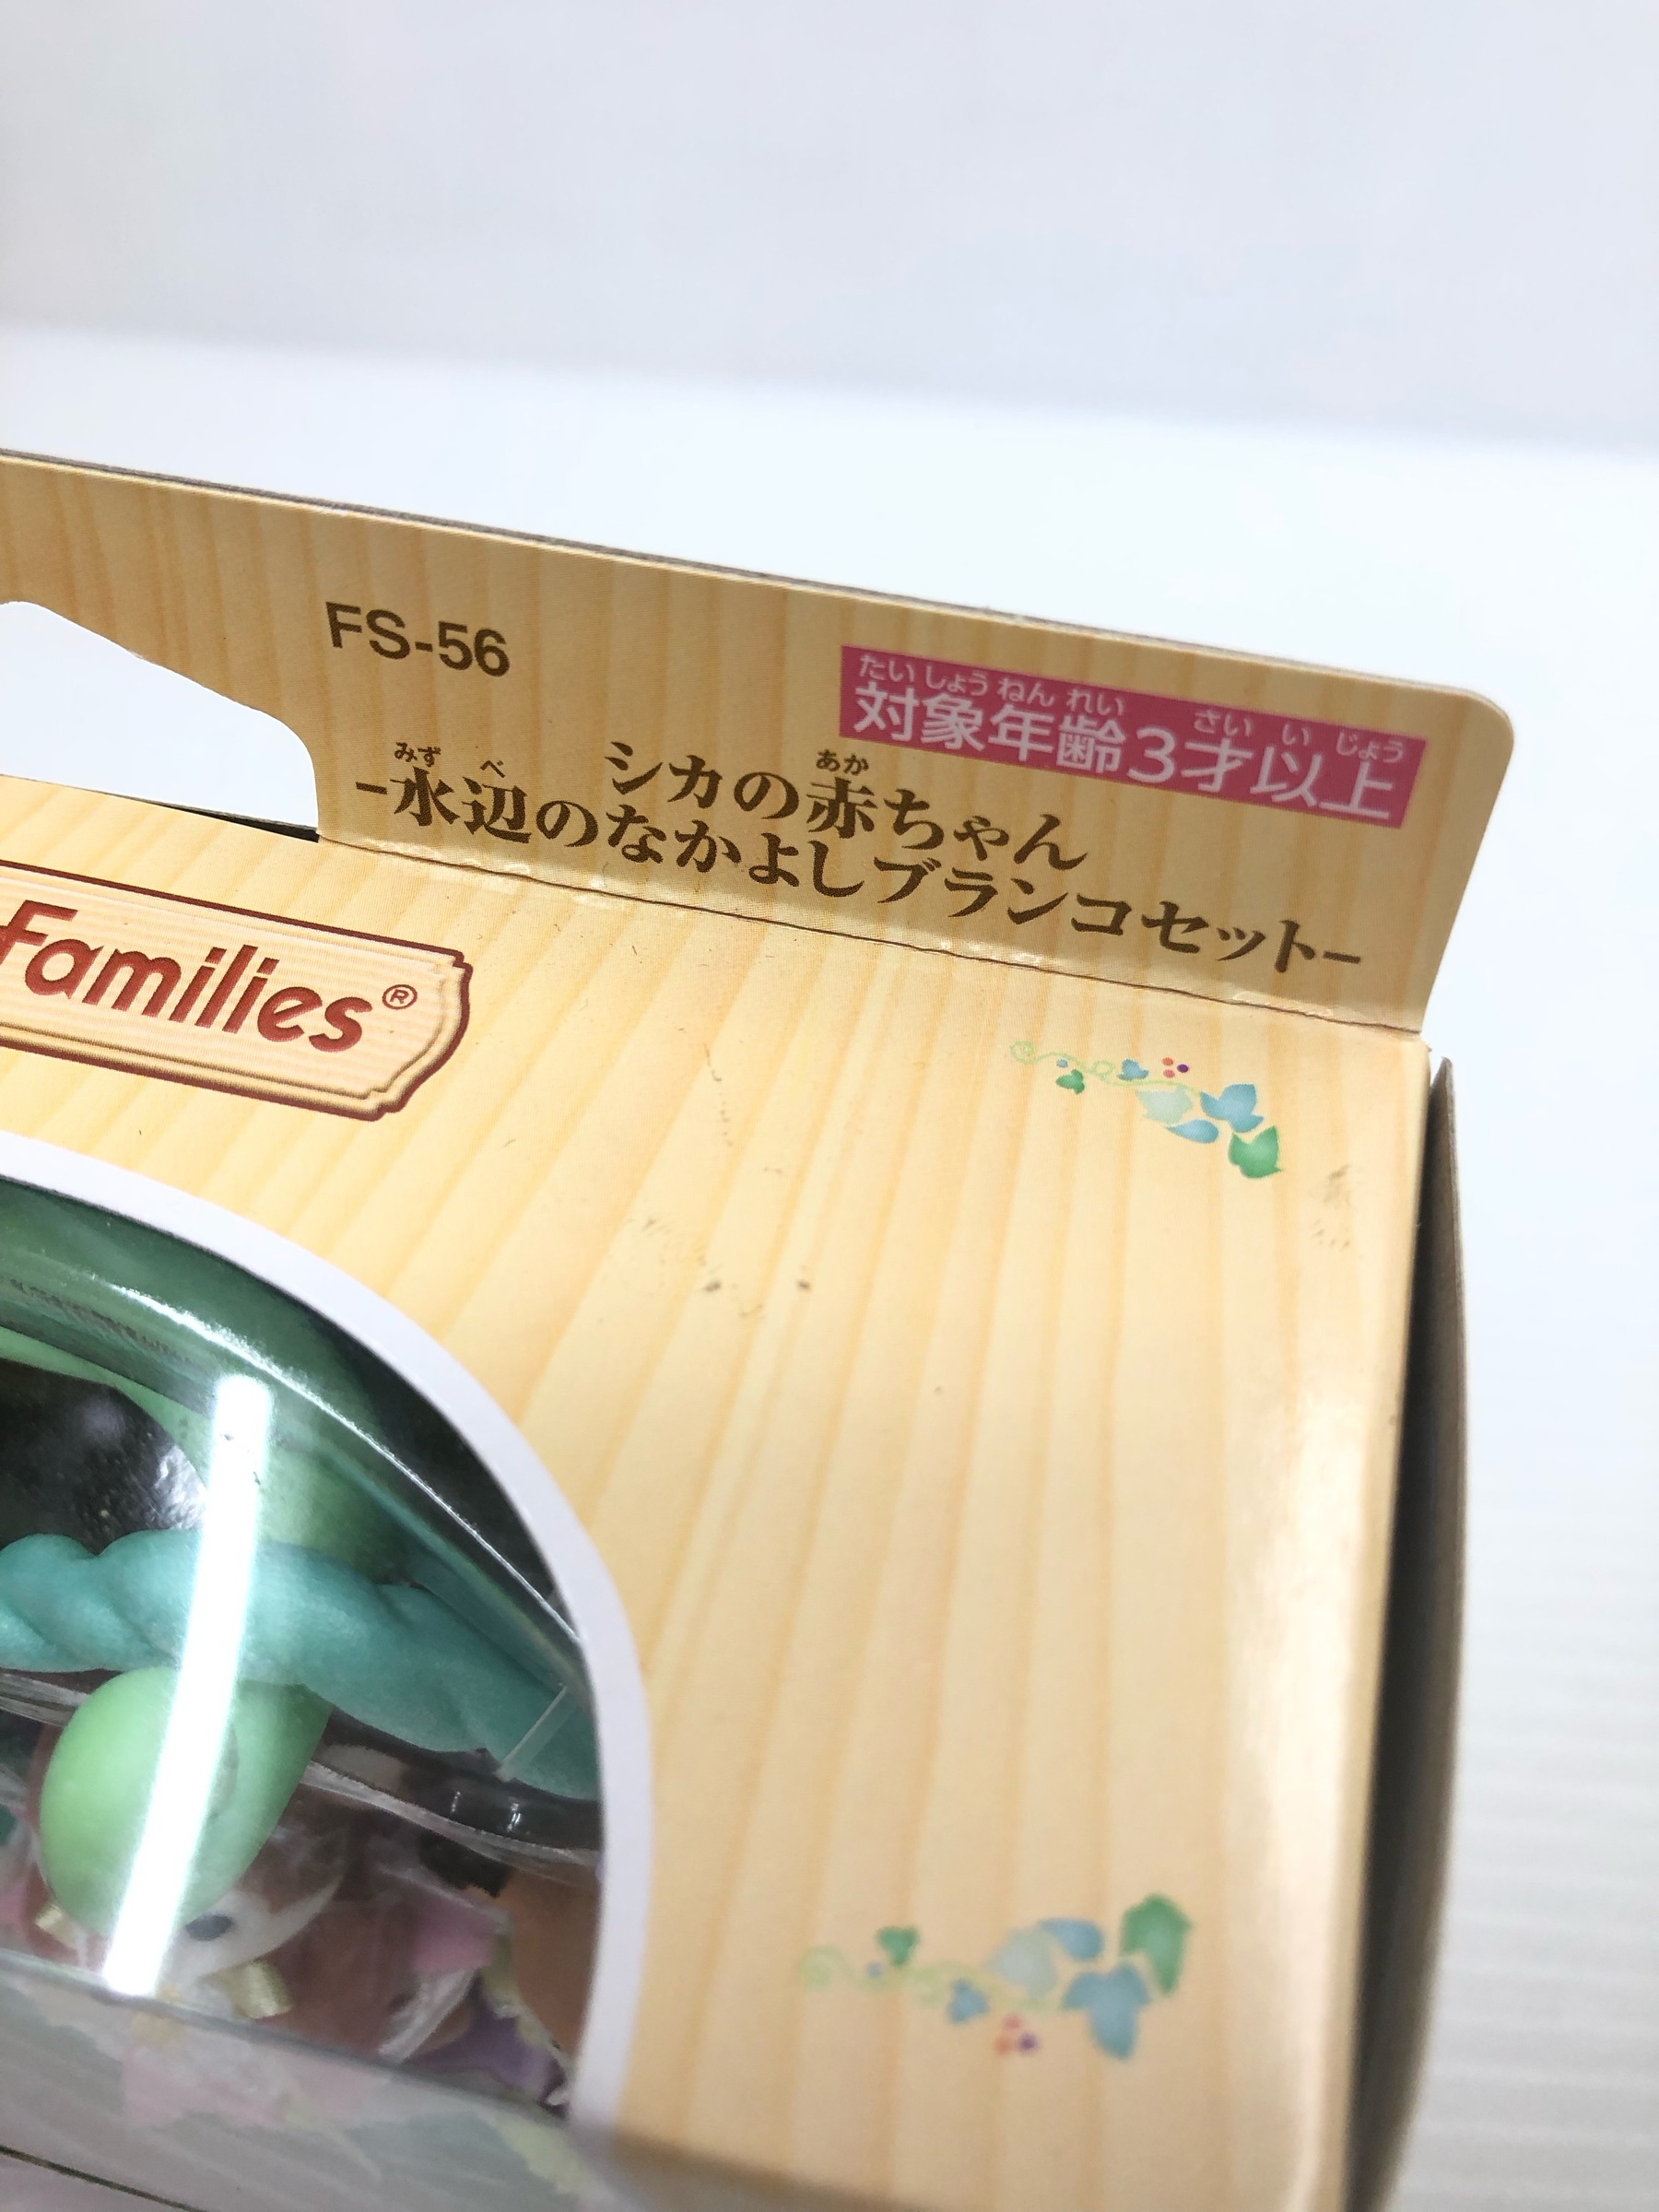 FS-56
たいしょうねんれい さい いじょう
対象年齢3才以上
あか
シカの赤ちゃん
みず べ
-水辺のなかよしブランコセット-
Families®